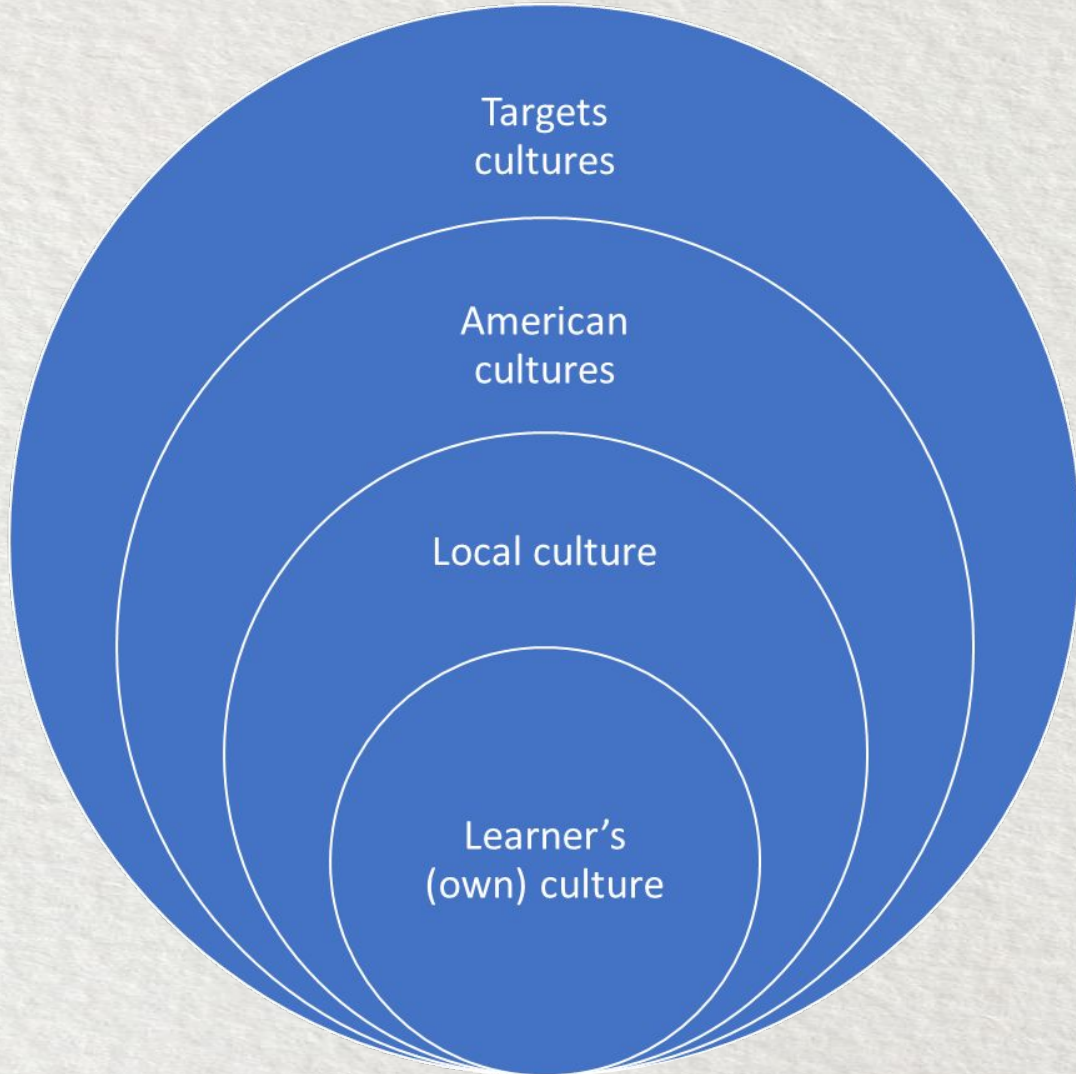 Targets
cultures
American
cultures
Local culture
Learner’s
(own) culture